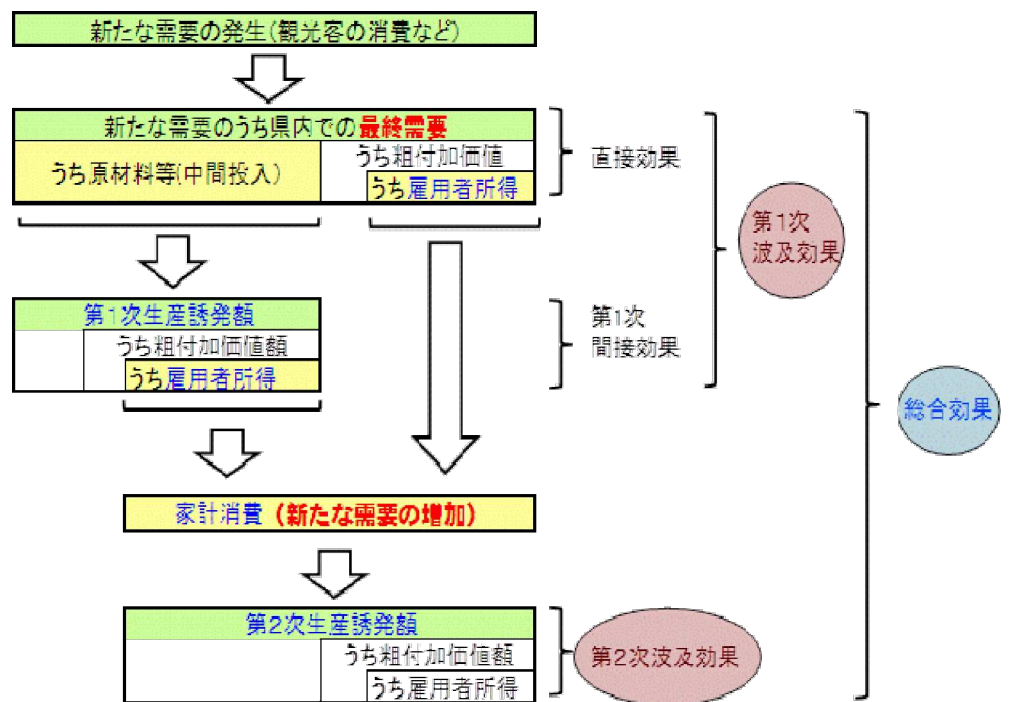 新たな需要の発生(観光客の消費など)
新たな需要のうち県内での最終需要
うち原材料等(中間投入)
うち粗付加価値
うち雇用者所得
直接効果
第1次
波及効果
第1次生産誘発額
うち粗付加価値額
うち雇用者所得
第1次
間接効果
総合効果
家計消費(新たな需要の増加)
第2次生産誘発額
うち粗付加価値額
うち雇用者所得
第2次波及効果